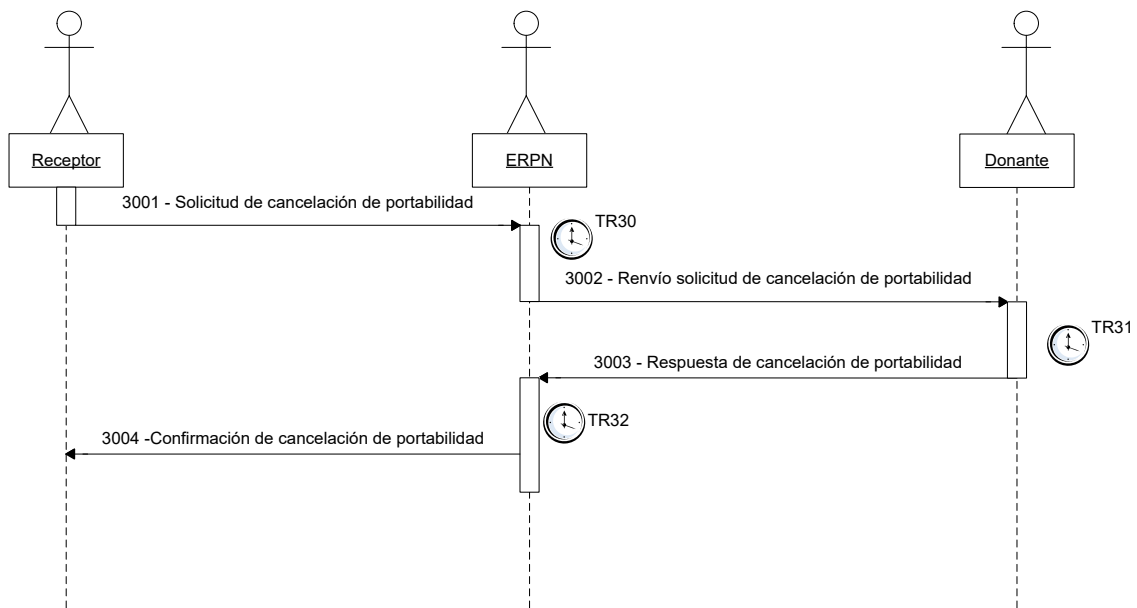 Receptor
ERPN
Donante
3001 - Solicitud de cancelación de portabilidad
TR30
3002 - Renvío solicitud de cancelación de portabilidad
TR31
3003 - Respuesta de cancelación de portabilidad
TR32
3004 -Confirmación de cancelación de portabilidad